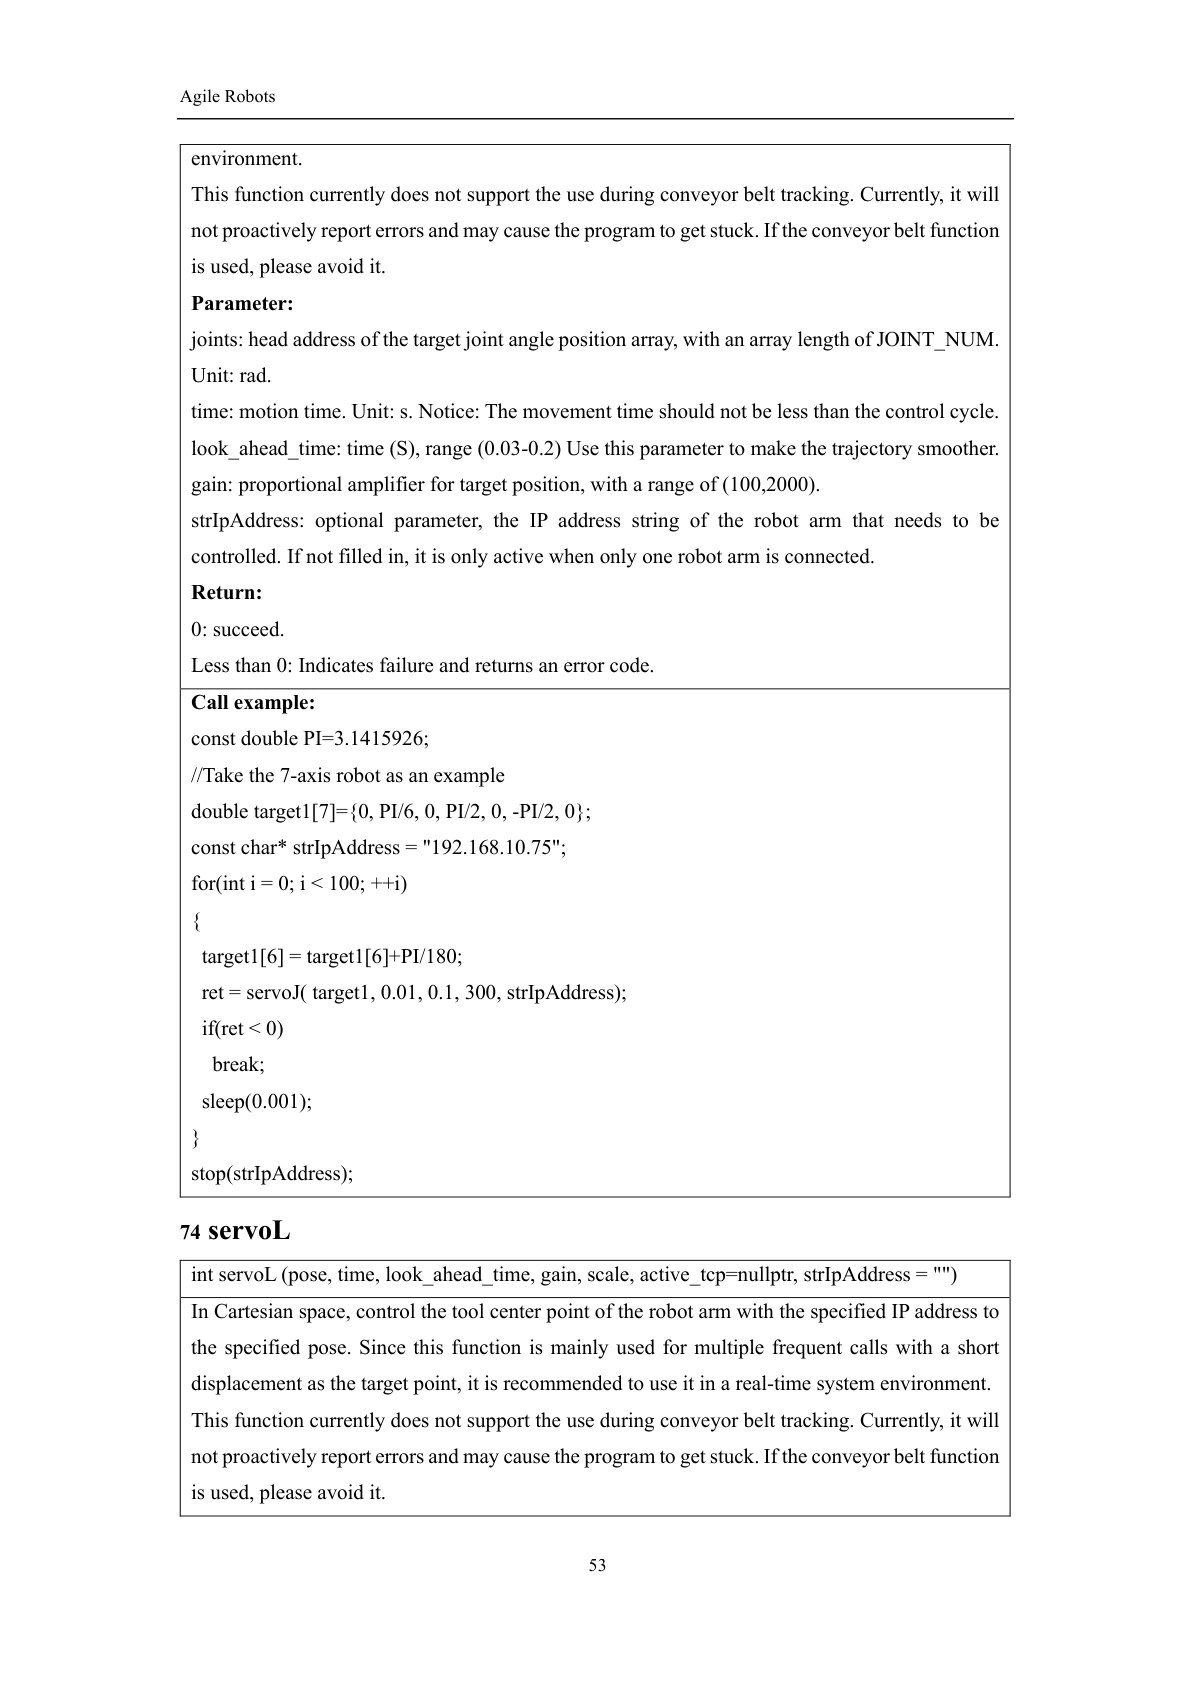 Agile Robots
environment.
This function currently does not support the use during conveyor belt tracking. Currently, it will
not proactively report errors and may cause the program to get stuck. If the conveyor belt function
is used, please avoid it.
Parameter:
joints: head address of the target joint angle position array, with an array length of JOINT_NUM.
Unit: rad.
time: motion time. Unit: s. Notice: The movement time should not be less than the control cycle.
look_ahead_time: time (S), range (0.03-0.2) Use this parameter to make the trajectory smoother.
gain: proportional amplifier for target position, with a range of (100,2000).
strIpAddress: optional parameter, the IP address string of the robot arm that needs to be
controlled. If not filled in, it is only active when only one robot arm is connected.
Return:
0: succeed.
Less than 0: Indicates failure and returns an error code.
Call example:
const double PI=3.1415926;
//Take the 7-axis robot as an example
double target1[7]={0, PI/6, 0, PI/2, 0, -PI/2, 0};
const char* strIpAddress = "192.168.10.75";
for(int i = 0; i < 100; ++i)
{
target1[6] = target1[6]+PI/180;
ret = servoJ( target1, 0.01, 0.1, 300, strIpAddress);
if(ret < 0)
break;
sleep(0.001);
}
stop(strIpAddress);
74 servoL
int servoL (pose, time, look_ahead_time, gain, scale, active_tcp=nullptr, strIpAddress = "")
In Cartesian space, control the tool center point of the robot arm with the specified IP address to
the specified pose. Since this function is mainly used for multiple frequent calls with a short
displacement as the target point, it is recommended to use it in a real-time system environment.
This function currently does not support the use during conveyor belt tracking. Currently, it will
not proactively report errors and may cause the program to get stuck. If the conveyor belt function
is used, please avoid it.
53